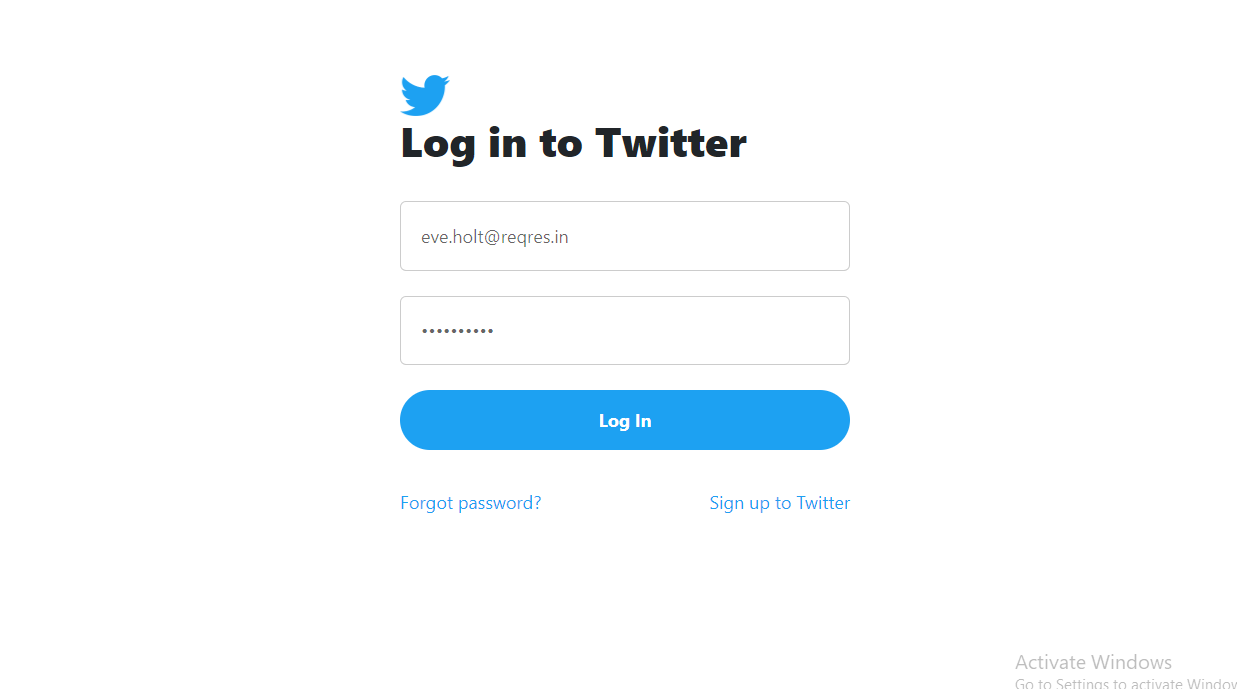 Log in to Twitter
eve.holt@reqres.in
••••••••••
Log In
Forgot password? Sign up to Twitter
Activate Windows
Go to Settings to activate Window